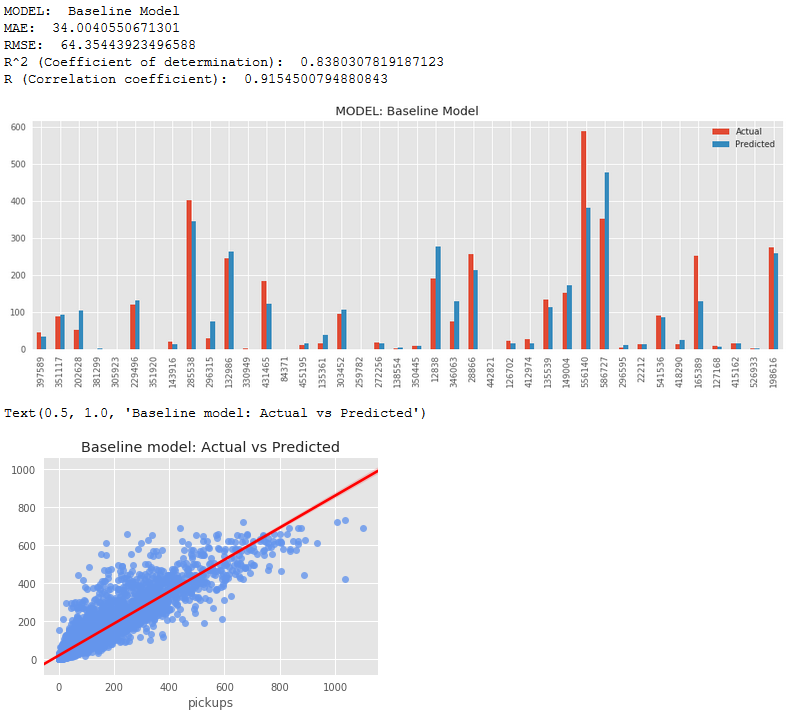 MODEL: Baseline Model
MAE: 34.0040550671301
RMSE: 64.35443923496588
R^2 (Coefficient of determination): 0.8380307819187123
R (Correlation coefficient): 0.9154500794880843
MODEL: Baseline Model
Actual
Predicted
600
500
400
300
200
100
0
397589 351117 202628 381299 305923 229496 351920 143916 285538 296315 132986 330949 431465 84371 455195 135361 303452 259782 272256 138554 350445 12838 346063 28866 442821 126702 412974 135539 149004 556140 586727 296595 22212 541536 418290 165389 127168 415162 526933 198616
Text(0.5, 1.0, 'Baseline model: Actual vs Predicted')
Baseline model: Actual vs Predicted
1000
800
600
400
200
0
0 200 400 600 800 1000
pickups